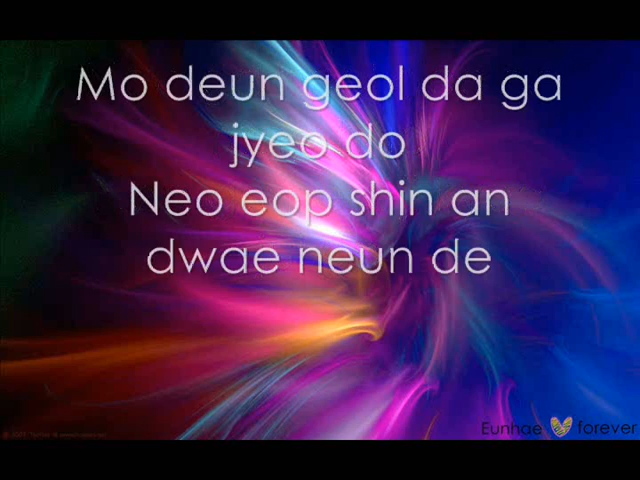 Mo deun geol da ga
jyeo do
Neo eop shin an
dwae neun de
Eunhae forever